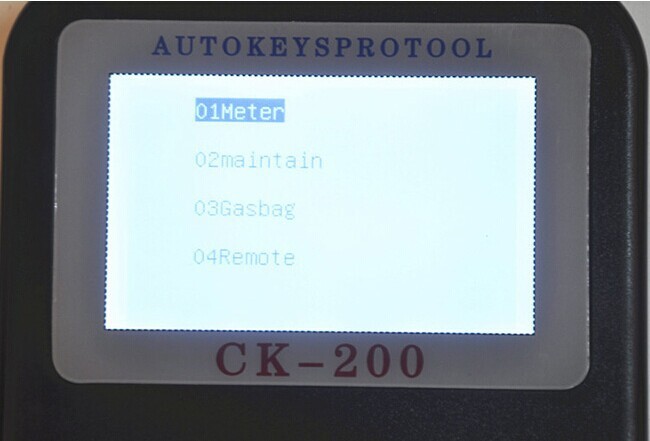 AUTOKEYSPROTOOL
01Meter
02maintain
03Gasbag
04Remote
CK-200